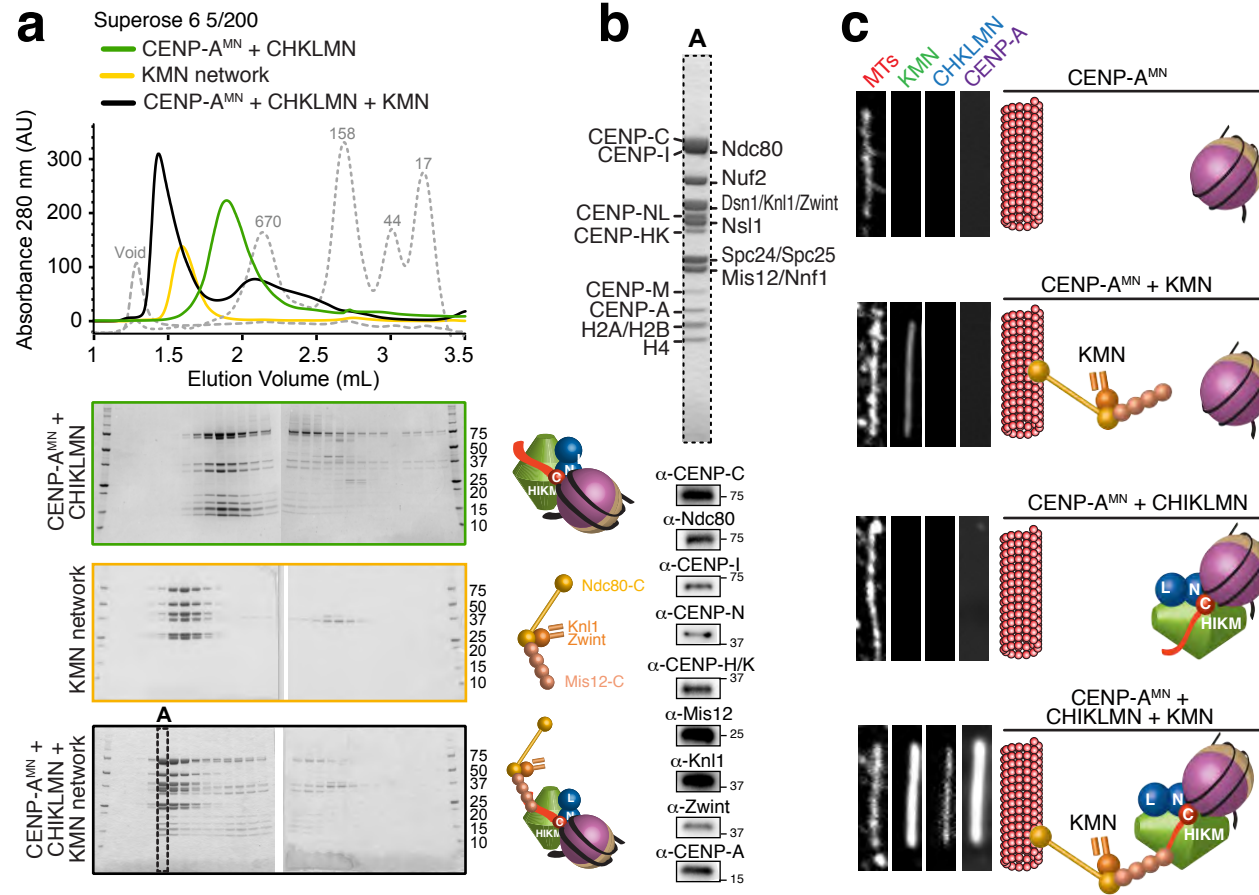 a
Superose 6 5/200
CENP-A^MN + CHKLMN
KMN network
CENP-A^MN + CHKLMN + KMN
Absorbance 280 nm (AU)
300
200
100
0
Void
670
158
44
17
1
1.5
2
2.5
3
3.5
Elution Volume (mL)
CENP-A^MN +
CHIKLMN
75
50
37
25
20
15
10
N
C
HIKM
KMN network
75
50
37
25
20
15
10
Ndc80-C
Knl1
Zwint
Mis12-C
A
CENP-A^MN +
CHIKLMN +
KMN network
75
50
37
25
20
15
10
L
N
C
HIKM
b
A
CENP-C
CENP-I
CENP-NL
CENP-HK
CENP-M
CENP-A
H2A/H2B
H4
Ndc80
Nuf2
Dsn1/Knl1/Zwint
Nsl1
Spc24/Spc25
Mis12/Nnf1
α-CENP-C
75
α-Ndc80
75
α-CENP-I
75
α-CENP-N
37
α-CENP-H/K
37
α-Mis12
25
α-Knl1
37
α-Zwint
37
α-CENP-A
15
c
MTs
KMN
CHKLMN
CENP-A
CENP-A^MN
CENP-A^MN + KMN
KMN
CENP-A^MN + CHIKLMN
L
N
C
HIKM
CENP-A^MN +
CHIKLMN + KMN
KMN
L
N
C
HIKM